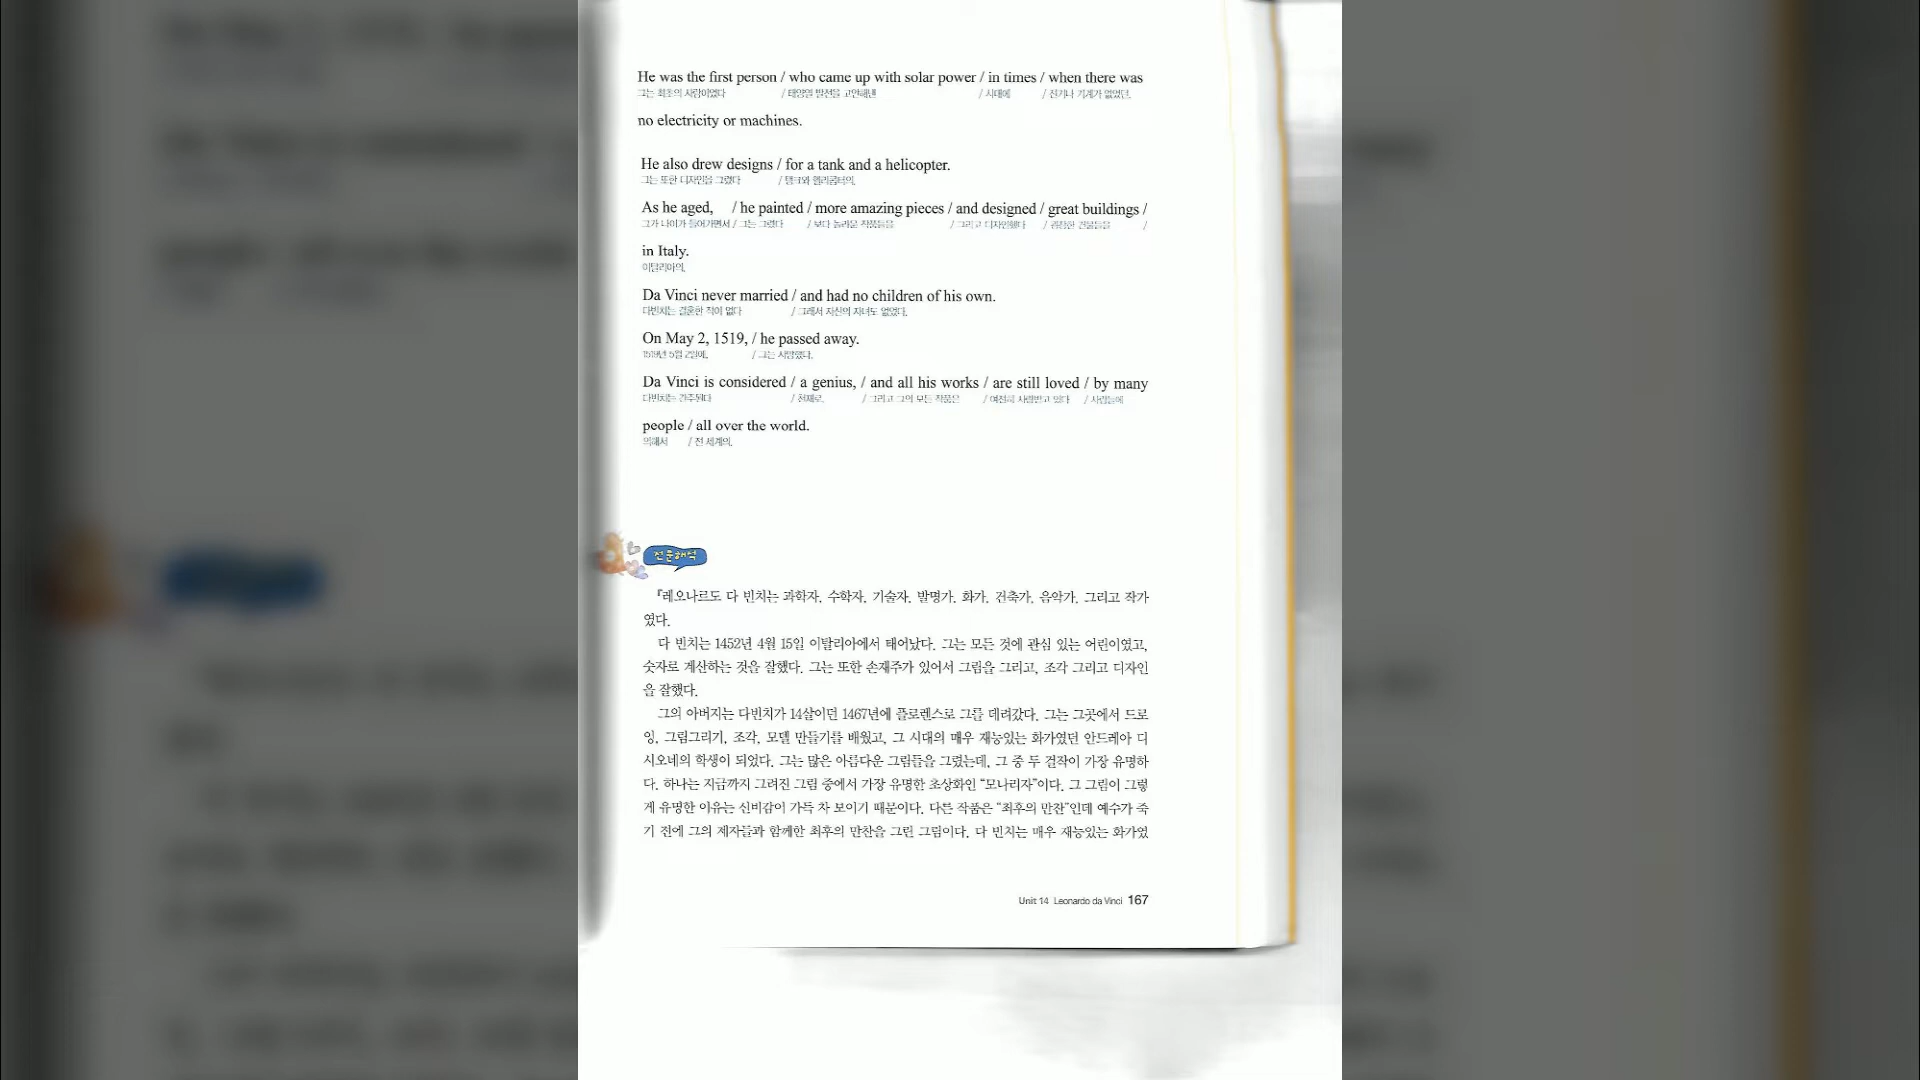 He was the first person / who came up with solar power / in times / when there was
그는 최초의 사람이었다 / 태양열 발전을 고안해낸 / 시대에 / 전기나 기계가 없었던.
no electricity or machines.
He also drew designs / for a tank and a helicopter.
그는 또한 디자인을 그렸다 / 탱크와 헬리콥터의.
As he aged, / he painted / more amazing pieces / and designed / great buildings /
그가 나이가 들어가면서 / 그는 그렸다 / 보다 놀라운 작품들을 / 그리고 디자인했다 / 굉장한 건물들을 /
in Italy.
이탈리아의.
Da Vinci never married / and had no children of his own.
다빈치는 결혼한 적이 없다 / 그래서 자신의 자녀도 없었다.
On May 2, 1519, / he passed away.
1519년 5월 2일에, / 그는 사망했다.
Da Vinci is considered / a genius, / and all his works / are still loved / by many
다빈치는 간주된다 / 천재로, / 그리고 그의 모든 작품은 / 여전히 사랑받고 있다 / 사람들에
people / all over the world.
의해서 / 전 세계의.
전문해석
『레오나르도 다 빈치는 과학자, 수학자, 기술자, 발명가, 화가, 건축가, 음악가, 그리고 작가
였다.
다 빈치는 1452년 4월 15일 이탈리아에서 태어났다. 그는 모든 것에 관심 있는 어린이였고,
숫자로 계산하는 것을 잘했다. 그는 또한 손재주가 있어서 그림을 그리고, 조각 그리고 디자인
을 잘했다.
그의 아버지는 다빈치가 14살이던 1467년에 플로렌스로 그를 데려갔다. 그는 그곳에서 드로
잉, 그림그리기, 조각, 모델 만들기를 배웠고, 그 시대의 매우 재능있는 화가였던 안드레아 디
시오네의 학생이 되었다. 그는 많은 아름다운 그림들을 그렸는데, 그 중 두 걸작이 가장 유명하
다. 하나는 지금까지 그려진 그림 중에서 가장 유명한 초상화인 “모나리자”이다. 그 그림이 그렇
게 유명한 이유는 신비감이 가득 차 보이기 때문이다. 다른 작품은 “최후의 만찬”인데 예수가 죽
기 전에 그의 제자들과 함께한 최후의 만찬을 그린 그림이다. 다 빈치는 매우 재능있는 화가였
Unit 14 Leonardo da Vinci 167